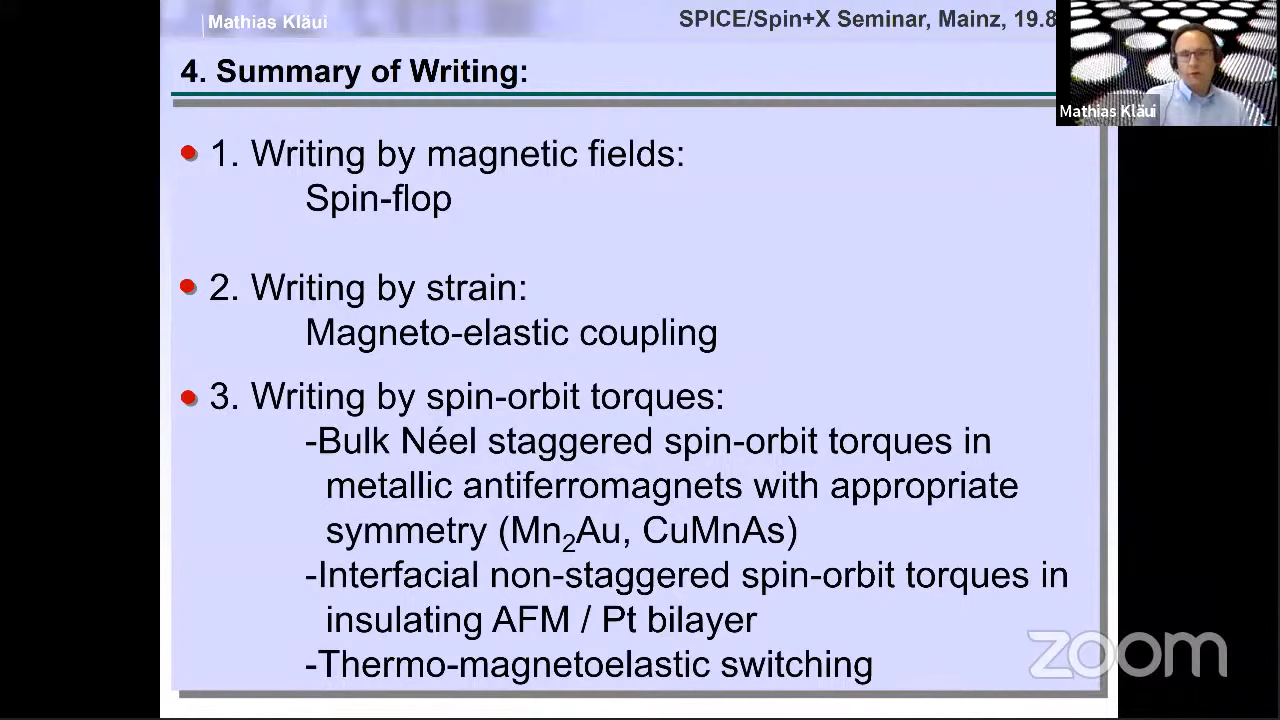 Mathias Kläui
SPICE/Spin+X Seminar, Mainz, 19.8
4. Summary of Writing:
Mathias Kläui
1. Writing by magnetic fields:
Spin-flop
2. Writing by strain:
Magneto-elastic coupling
3. Writing by spin-orbit torques:
-Bulk Néel staggered spin-orbit torques in
metallic antiferromagnets with appropriate
symmetry (Mn₂Au, CuMnAs)
-Interfacial non-staggered spin-orbit torques in
insulating AFM / Pt bilayer
-Thermo-magnetoelastic switching
zoom